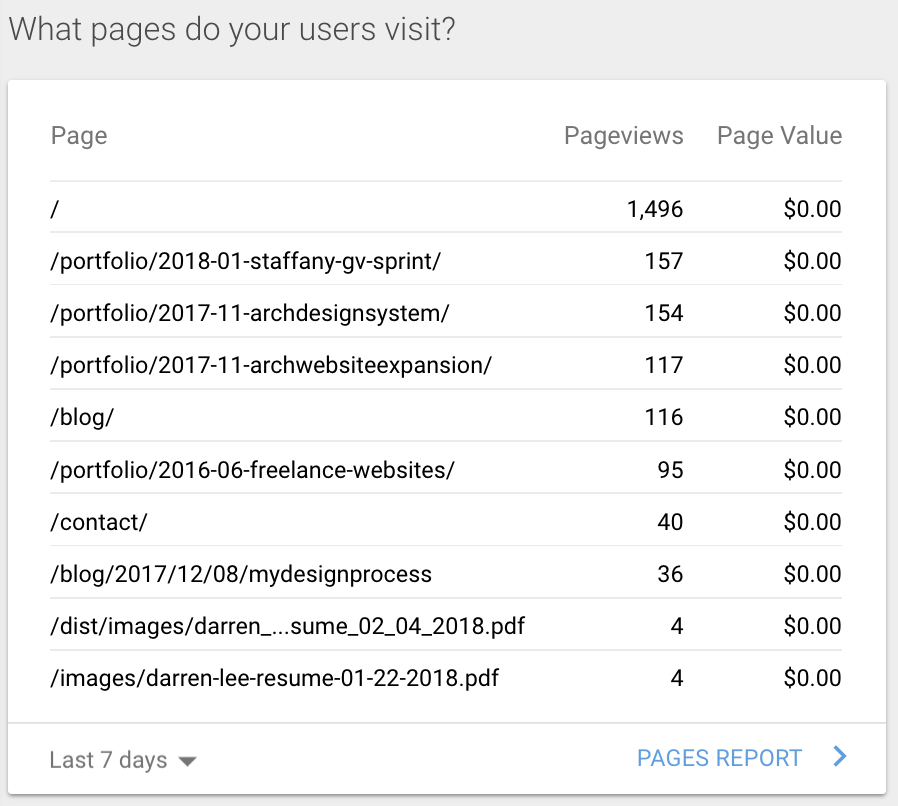 What pages do your users visit?
Page Pageviews Page Value
/ 1,496 $0.00
/portfolio/2018-01-staffany-gv-sprint/ 157 $0.00
/portfolio/2017-11-archdesignsystem/ 154 $0.00
/portfolio/2017-11-archwebsiteexpansion/ 117 $0.00
/blog/ 116 $0.00
/portfolio/2016-06-freelance-websites/ 95 $0.00
/contact/ 40 $0.00
/blog/2017/12/08/mydesignprocess 36 $0.00
/dist/images/darren_...sume_02_04_2018.pdf 4 $0.00
/images/darren-lee-resume-01-22-2018.pdf 4 $0.00
Last 7 days PAGES REPORT